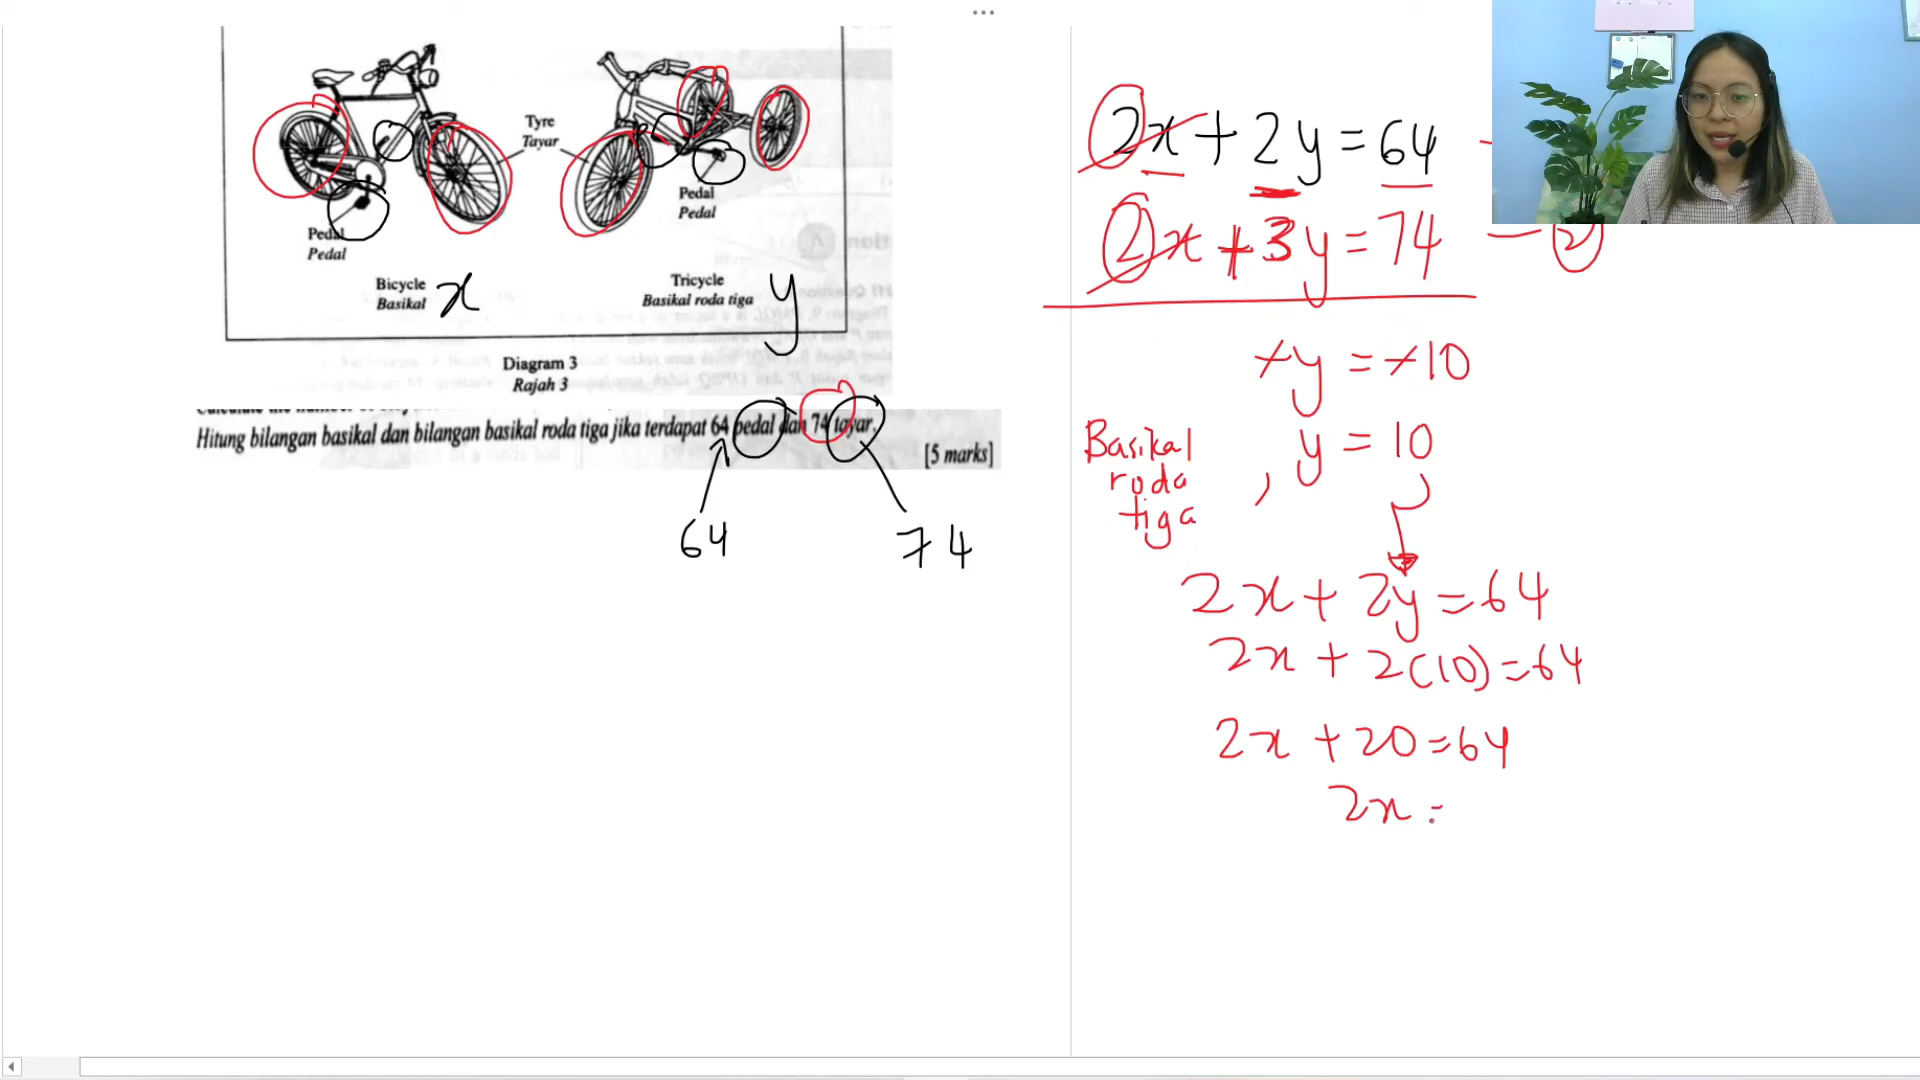 Tyre
Tayar
Pedal
Pedal
Pedal
Pedal
Bicycle
Basikal
x
Tricycle
Basikal roda tiga
y
Diagram 3
Rajah 3
Hitung bilangan basikal dan bilangan basikal roda tiga jika terdapat 64 pedal dan 74 tayar.
[5 marks]
64
74
2x + 2y = 64 -
2x + 3y = 74 - 2
-y = -10
Basikal
roda
tiga
, y = 10
2x + 2y = 64
2x + 2(10) = 64
2x + 20 = 64
2x =